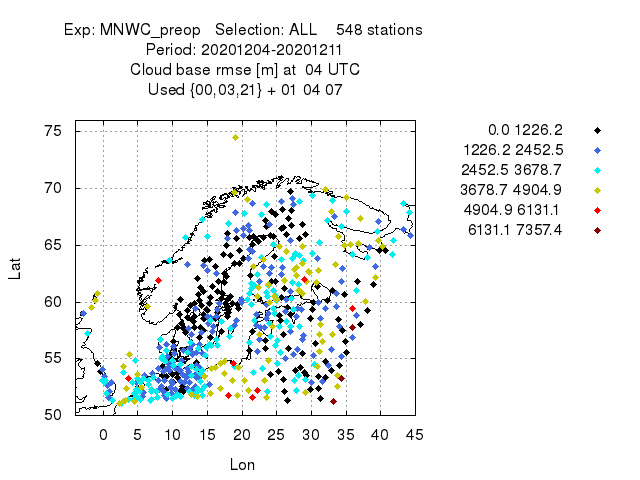 Exp: MNWC_preop   Selection: ALL    548 stations
Period: 20201204-20201211
Cloud base rmse [m] at  04 UTC
Used {00,03,21} + 01 04 07
0.0 1226.2
1226.2 2452.5
2452.5 3678.7
3678.7 4904.9
4904.9 6131.1
6131.1 7357.4
75
70
65
60
55
50
Lat
0 5 10 15 20 25 30 35 40 45
Lon